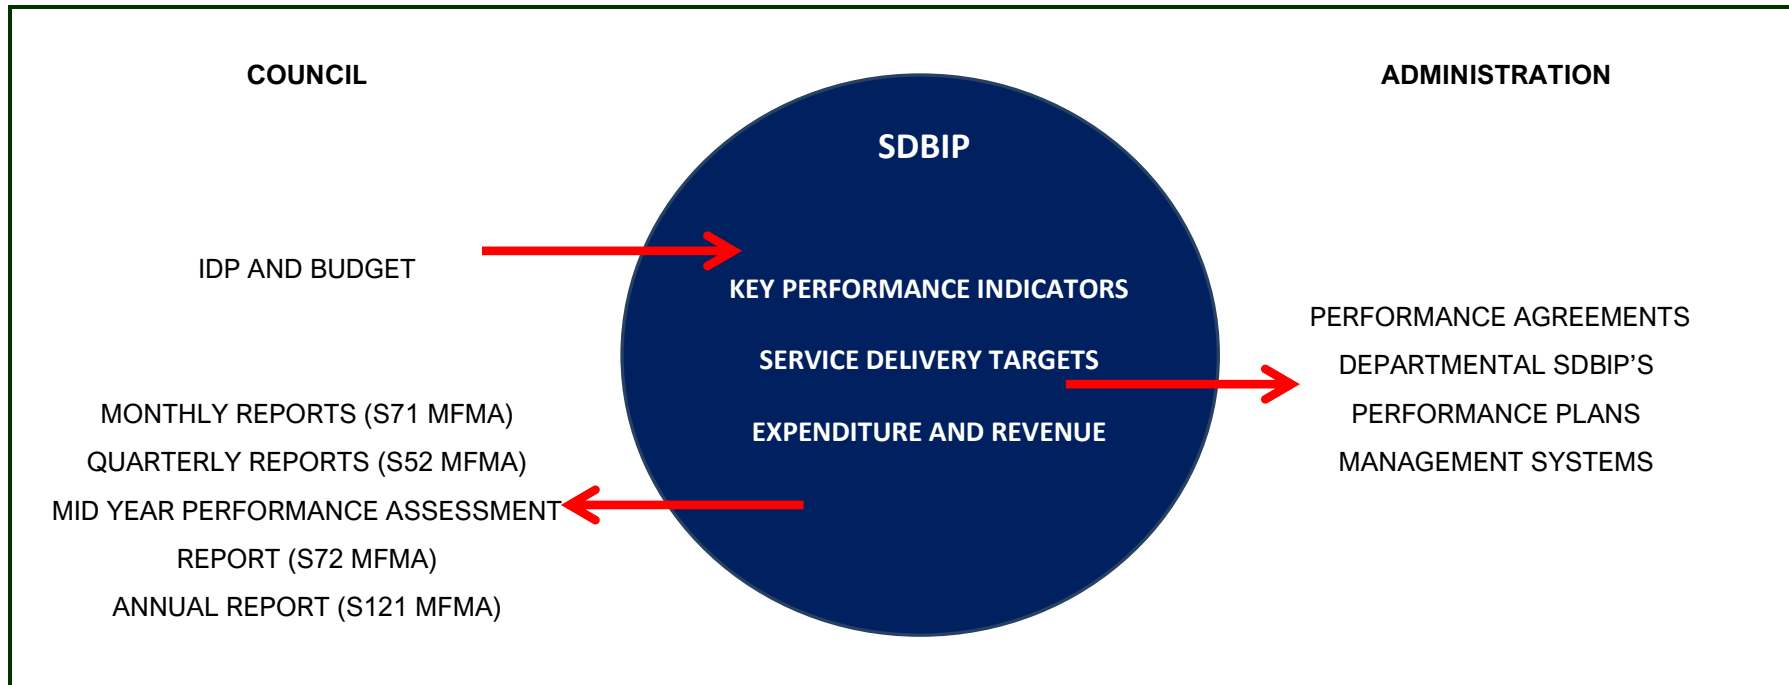 COUNCIL
IDP AND BUDGET
MONTHLY REPORTS (S71 MFMA)
QUARTERLY REPORTS (S52 MFMA)
MID YEAR PERFORMANCE ASSESSMENT
REPORT (S72 MFMA)
ANNUAL REPORT (S121 MFMA)
SDBIP
KEY PERFORMANCE INDICATORS
SERVICE DELIVERY TARGETS
EXPENDITURE AND REVENUE
ADMINISTRATION
PERFORMANCE AGREEMENTS
DEPARTMENTAL SDBIP’S
PERFORMANCE PLANS
MANAGEMENT SYSTEMS